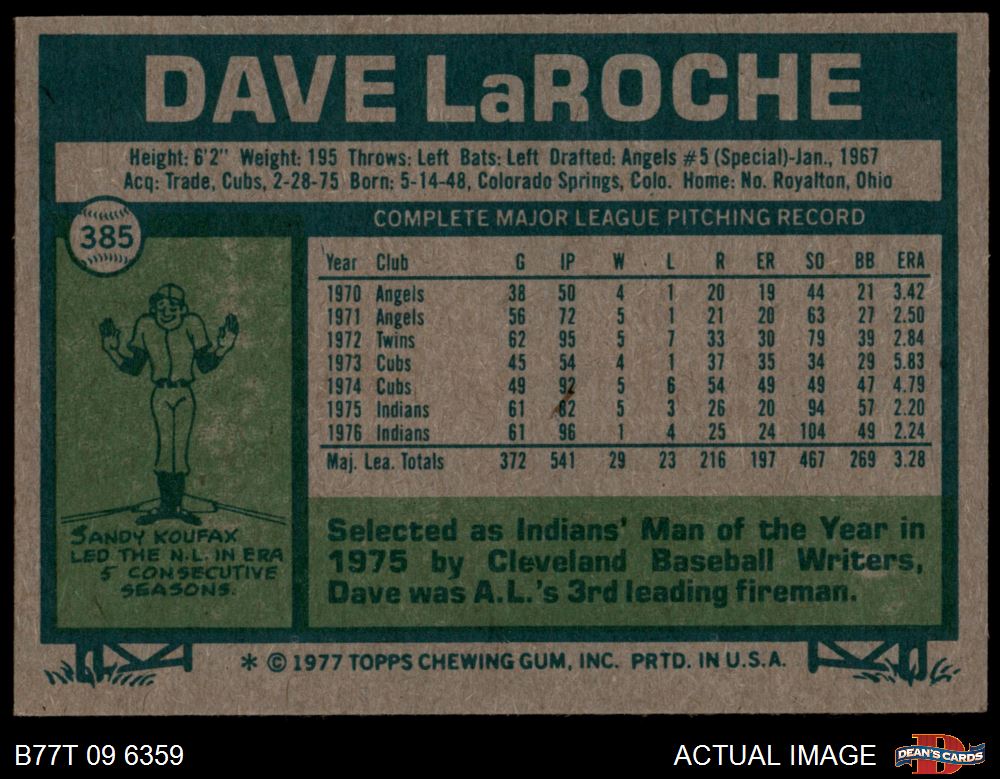 DAVE LaROCHE
Height: 6'2" Weight: 195 Throws: Left Bats: Left Drafted: Angels #5 (Special)-Jan., 1967
Acq: Trade, Cubs, 2-28-75 Born: 5-14-48, Colorado Springs, Colo. Home: No. Royalton, Ohio
385
COMPLETE MAJOR LEAGUE PITCHING RECORD
Year Club G IP W L R ER SO BB ERA
1970 Angels 38 50 4 1 20 19 44 21 3.42
1971 Angels 56 72 5 1 21 20 63 27 2.50
1972 Twins 62 95 5 7 33 30 79 39 2.84
1973 Cubs 45 54 4 1 37 35 34 29 5.83
1974 Cubs 49 92 5 6 54 49 49 47 4.79
1975 Indians 61 82 5 3 26 20 94 57 2.20
1976 Indians 61 96 1 4 25 24 104 49 2.24
Maj. Lea. Totals 372 541 29 23 216 197 467 269 3.28
SANDY KOUFAX
LED THE N.L. IN ERA
5 CONSECUTIVE
SEASONS.
Selected as Indians' Man of the Year in
1975 by Cleveland Baseball Writers,
Dave was A.L.'s 3rd leading fireman.
* © 1977 TOPPS CHEWING GUM, INC. PRTD. IN U.S.A.
B77T 09 6359
ACTUAL IMAGE
D
DEAN'S CARDS